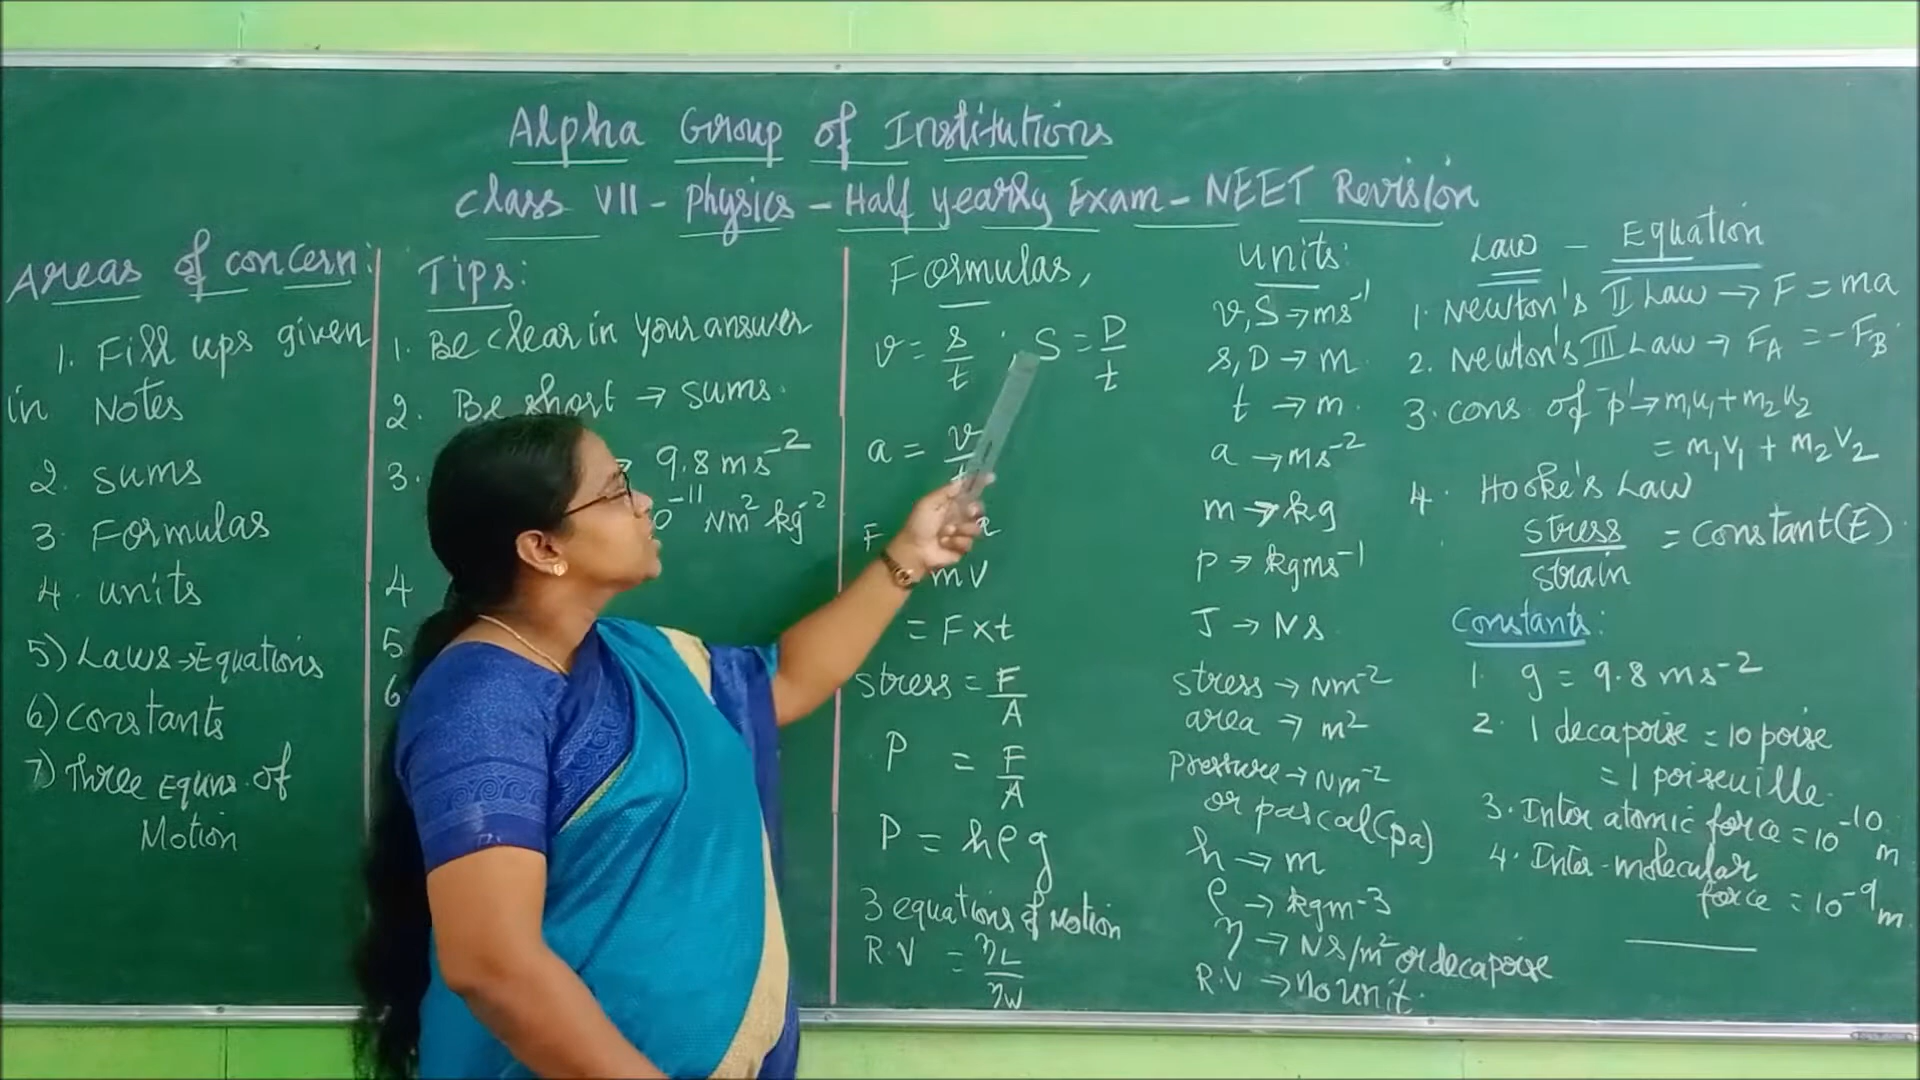 Alpha Group of Institutions
Class VII - Physics - Half yearly Exam - NEET Revision
Areas of concern:
1. Fill ups given
in Notes
2. sums
3. Formulas
4. units
5) Laws → Equations
6) constants
7) Three Equns. of
Motion
Tips:
1. Be clear in your answer
2. Be short → sums.
3. → 9.8 ms⁻²
0⁻¹¹ Nm² kg⁻²
4
5
6
Formulas,
v = s/t ; S = D/t
a = v
F a
mv
= F×t
stress = F/A
P = F/A
P = hρg
3 equations of Motion
R.V = ηL/ηW
units:
v, S → ms⁻¹
s, D → m
t → m
a → ms⁻²
m → kg
p → kgms⁻¹
J → Ns
stress → Nm⁻²
area → m²
pressure → Nm⁻²
or pascal (pa)
h → m
ρ → kgm-3
η → NS/m² or decapoise
R.V → no unit.
Law - Equation
1. Newton's II Law → F = ma
2. Newton's III Law → FA = -FB
3. cons. of 'p' → m₁u₁ + m₂u₂
= m₁v₁ + m₂v₂
4. Hooke's Law
stress/strain = constant (E)
Constants:
1. g = 9.8 ms⁻²
2. 1 decapoise = 10 poise
= 1 poiseuille.
3. Inter atomic force = 10⁻¹⁰ m
4. Inter-molecular
force = 10⁻⁹ m